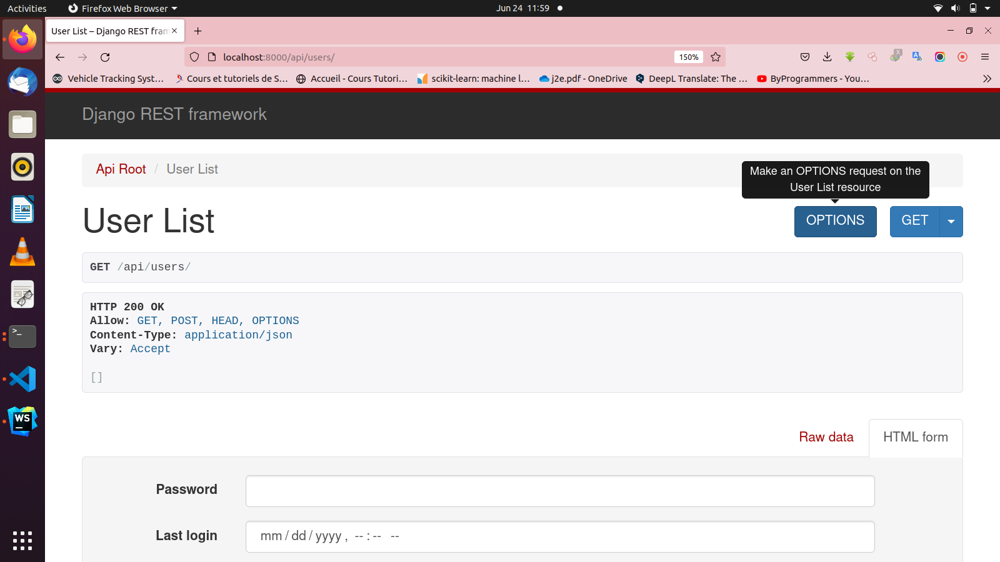 Activities
Firefox Web Browser
Jun 24 11:59
User List – Django REST fram
localhost:8000/api/users/
150%
Vehicle Tracking Syst…
Cours et tutoriels de S…
Accueil - Cours Tutori…
scikit-learn: machine l…
j2e.pdf - OneDrive
DeepL Translate: The …
ByProgrammers - You…
Django REST framework
Api Root / User List
Make an OPTIONS request on the
User List resource
User List
OPTIONS
GET
GET /api/users/
HTTP 200 OK
Allow: GET, POST, HEAD, OPTIONS
Content-Type: application/json
Vary: Accept
[]
Raw data
HTML form
Password
Last login
mm/dd/yyyy, --:-- --
>_
WS